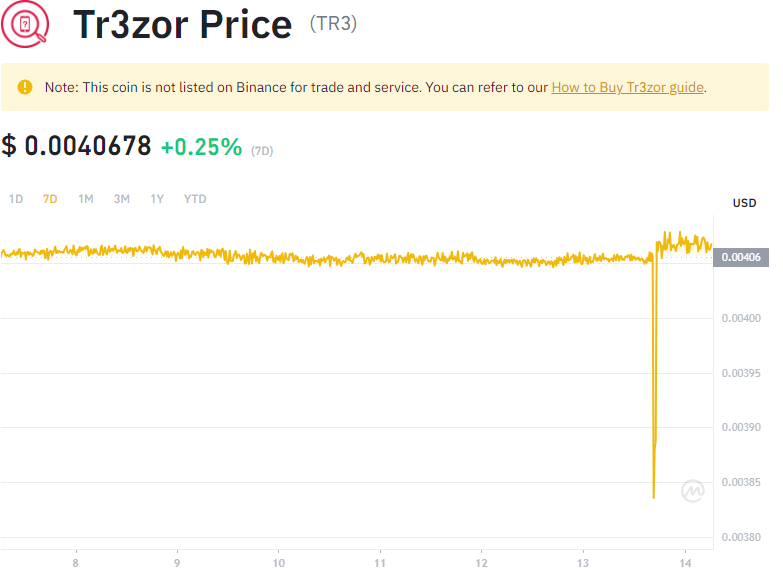 Tr3zor Price (TR3)
Note: This coin is not listed on Binance for trade and service. You can refer to our How to Buy Tr3zor guide.
$ 0.0040678 +0.25% (7D)
1D 7D 1M 3M 1Y YTD
USD
0.00406
0.00400
0.00395
0.00390
0.00385
0.00380
8 9 10 11 12 13 14